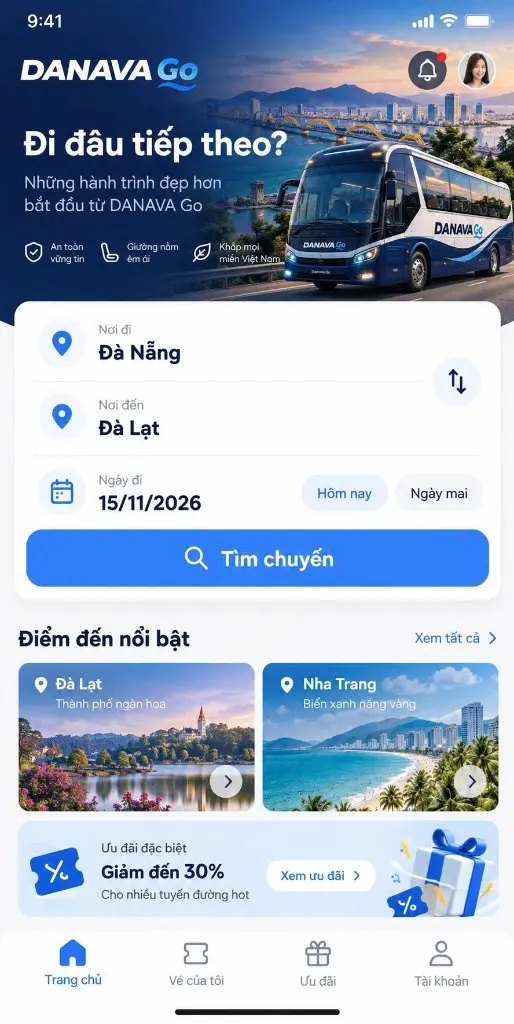 9:41
DANAVA Go
Đi đâu tiếp theo?
Những hành trình đẹp hơn
bắt đầu từ DANAVA Go
An toàn
vững tin
Giường nằm
êm ái
Khắp mọi
miền Việt Nam
DANAVA Go
DANAVA Go
DANAVA Go
Nơi đi
Đà Nẵng
Nơi đến
Đà Lạt
Ngày đi
15/11/2026
Hôm nay
Ngày mai
Tìm chuyến
Điểm đến nổi bật
Xem tất cả
Đà Lạt
Thành phố ngàn hoa
Nha Trang
Biển xanh nắng vàng
Ưu đãi đặc biệt
Giảm đến 30%
Cho nhiều tuyến đường hot
Xem ưu đãi
Trang chủ
Vé của tôi
Ưu đãi
Tài khoản